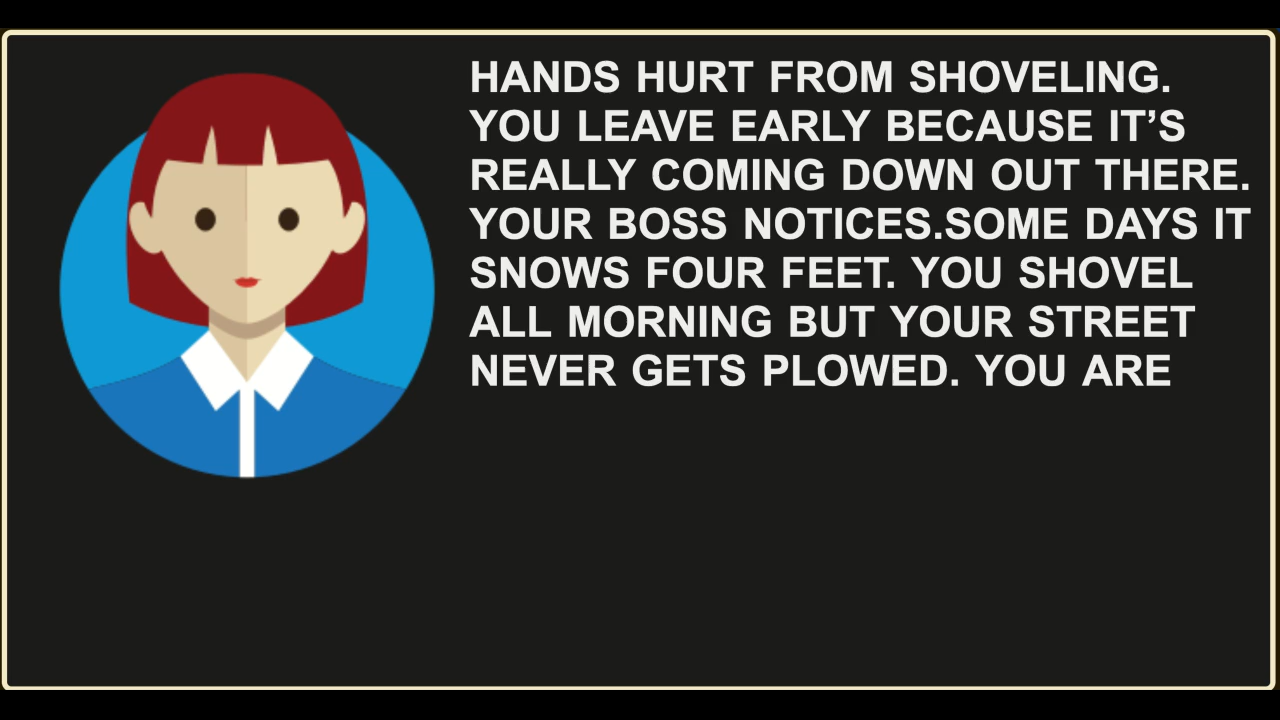 HANDS HURT FROM SHOVELING.
YOU LEAVE EARLY BECAUSE IT’S
REALLY COMING DOWN OUT THERE.
YOUR BOSS NOTICES.SOME DAYS IT
SNOWS FOUR FEET. YOU SHOVEL
ALL MORNING BUT YOUR STREET
NEVER GETS PLOWED. YOU ARE